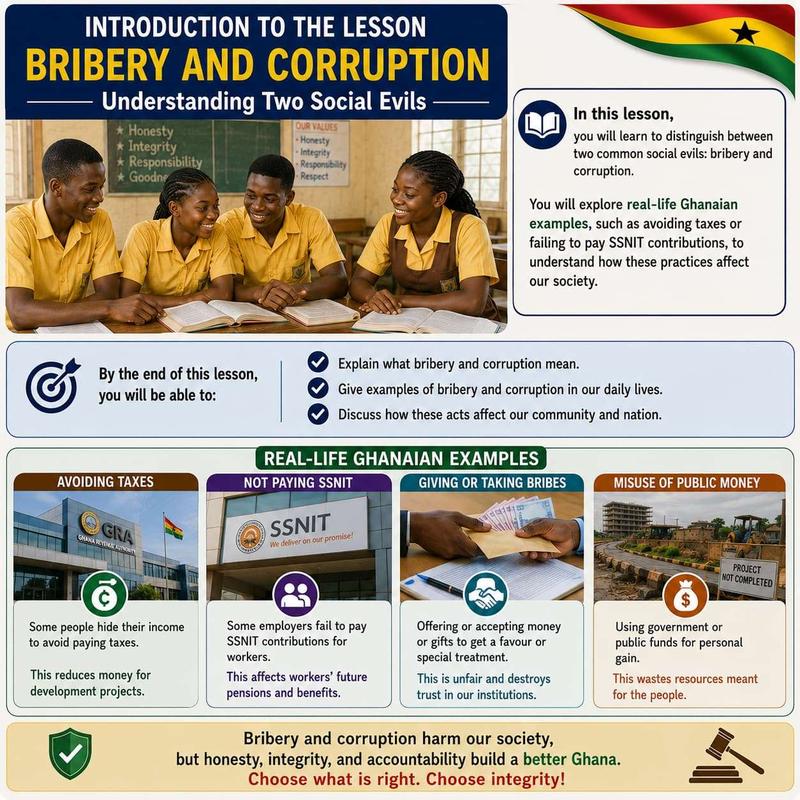 INTRODUCTION TO THE LESSON
BRIBERY AND CORRUPTION
Understanding Two Social Evils
★ Honesty
★ Integrity
★ Responsibility
★ Goodne
OUR VALUES
• Honesty
• Integrity
• Responsibility
• Respect
In this lesson,
you will learn to distinguish between
two common social evils: bribery and
corruption.
You will explore real-life Ghanaian
examples, such as avoiding taxes or
failing to pay SSNIT contributions, to
understand how these practices affect
our society.
By the end of this lesson,
you will be able to:
Explain what bribery and corruption mean.
Give examples of bribery and corruption in our daily lives.
Discuss how these acts affect our community and nation.
REAL-LIFE GHANAIAN EXAMPLES
AVOIDING TAXES
GRA
GHANA REVENUE AUTHORITY
Some people hide their income
to avoid paying taxes.
This reduces money for
development projects.
NOT PAYING SSNIT
SSNIT
We deliver on our promise!
Some employers fail to pay
SSNIT contributions for
workers.
This affects workers' future
pensions and benefits.
GIVING OR TAKING BRIBES
Offering or accepting money
or gifts to get a favour or
special treatment.
This is unfair and destroys
trust in our institutions.
MISUSE OF PUBLIC MONEY
PROJECT
NOT COMPLETED
$
Using government or
public funds for personal
gain.
This wastes resources meant
for the people.
Bribery and corruption harm our society,
but honesty, integrity, and accountability build a better Ghana.
Choose what is right. Choose integrity!